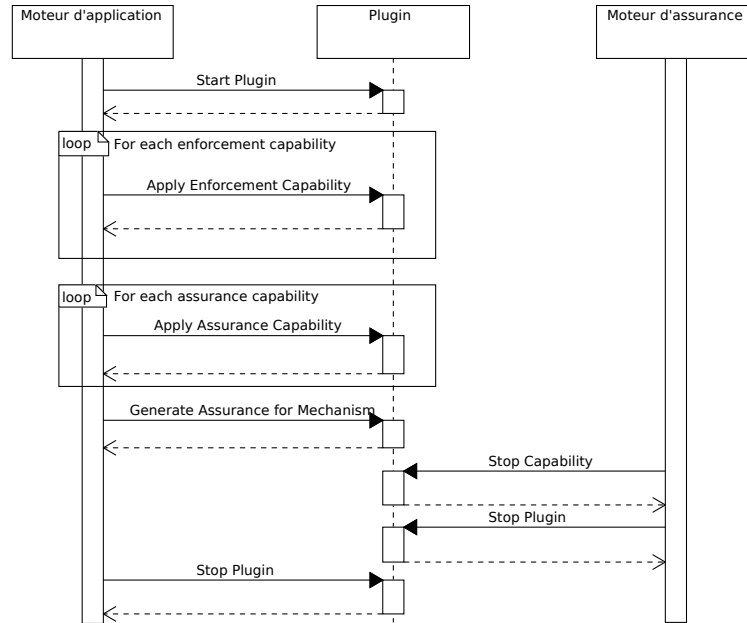 Moteur d'application
Plugin
Moteur d'assurance
Start Plugin
loop
For each enforcement capability
Apply Enforcement Capability
loop
For each assurance capability
Apply Assurance Capability
Generate Assurance for Mechanism
Stop Capability
Stop Plugin
Stop Plugin